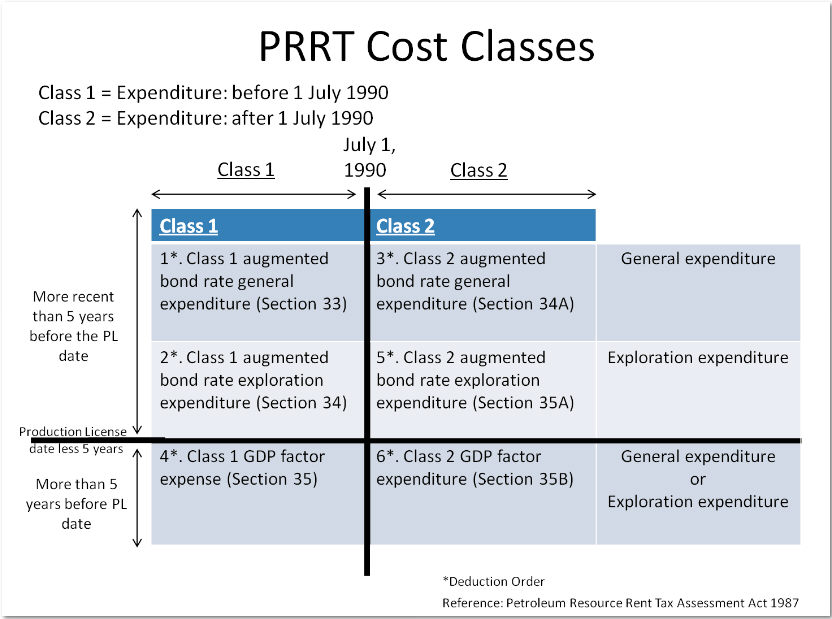 PRRT Cost Classes
Class 1 = Expenditure: before 1 July 1990
Class 2 = Expenditure: after 1 July 1990
July 1,
1990
Class 1
Class 2
Class 1
Class 2
More recent
than 5 years
before the PL
date
1*. Class 1 augmented
bond rate general
expenditure (Section 33)
3*. Class 2 augmented
bond rate general
expenditure (Section 34A)
General expenditure
2*. Class 1 augmented
bond rate exploration
expenditure (Section 34)
5*. Class 2 augmented
bond rate exploration
expenditure (Section 35A)
Exploration expenditure
Production License
date less 5 years
More than 5
years before PL
date
4*. Class 1 GDP factor
expense (Section 35)
6*. Class 2 GDP factor
expenditure (Section 35B)
General expenditure
or
Exploration expenditure
*Deduction Order
Reference: Petroleum Resource Rent Tax Assessment Act 1987